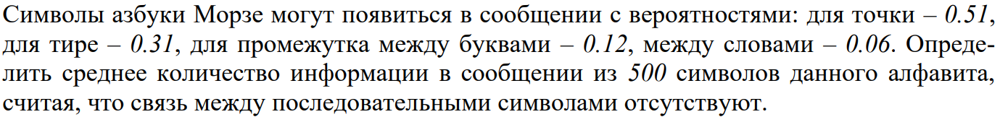 Символы азбуки Морзе могут появиться в сообщении с вероятностями: для точки – 0.51,
для тире – 0.31, для промежутка между буквами – 0.12, между словами – 0.06. Опреде-
лить среднее количество информации в сообщении из 500 символов данного алфавита,
считая, что связь между последовательными символами отсутствуют.